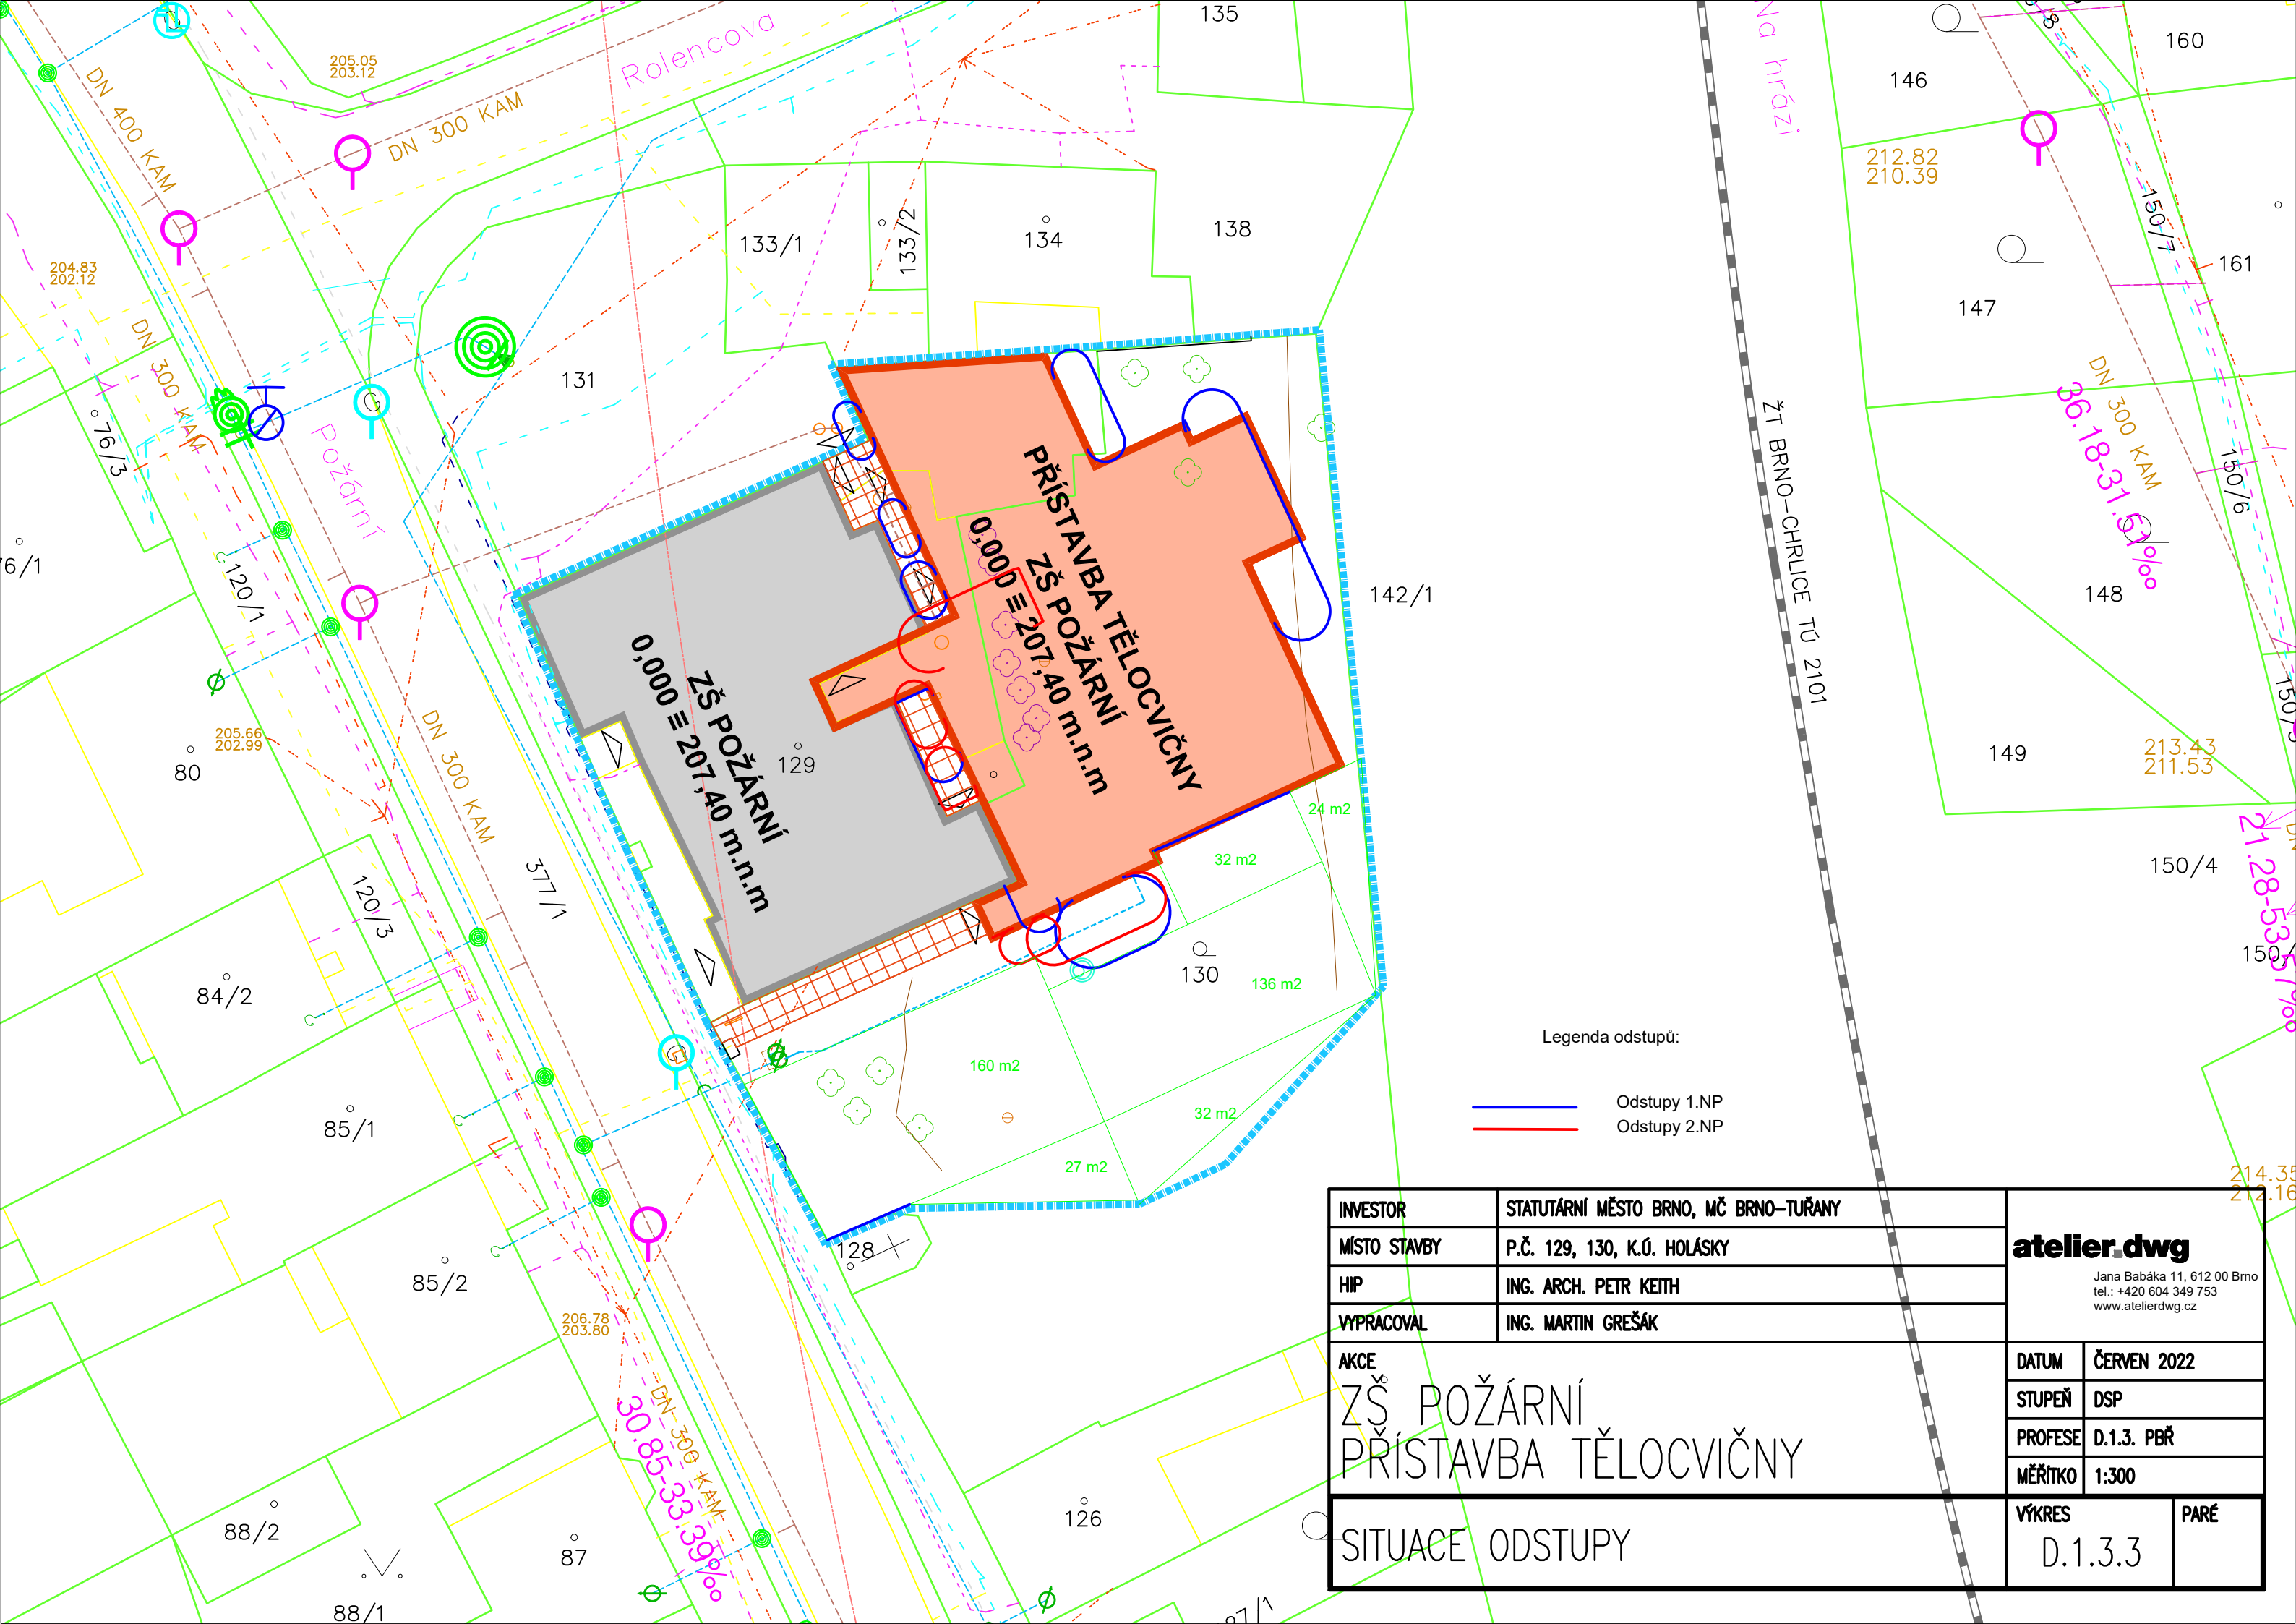 135
Rolencova
Na hrázi
160
146
205.05
203.12
DN 400 KAM
DN 300 KAM
212.82
210.39
150/7
133/1
133/2
134
138
161
204.83
202.12
147
DN 300 KAM
131
76/3
Požární
DN 300 KAM
36.18-31.51‰
150/6
ŽT BRNO-CHRLICE TÚ 2101
PŘÍSTAVBA TĚLOCVIČNY
ZŠ POŽÁRNÍ
0,000 = 207,40 m.n.m
142/1
148
120/1
ZŠ POŽÁRNÍ
0,000 = 207,40 m.n.m
129
205.66
202.99
80
DN 300 KAM
149
213.43
211.53
24 m2
32 m2
377/1
120/3
150/4
21.28-53.57‰
130
136 m2
84/2
160 m2
32 m2
27 m2
85/1
Legenda odstupů:
Odstupy 1.NP
Odstupy 2.NP
128
85/2
206.78
203.80
DN 300 KAM
30.85-33.39‰
126
88/2
87
88/1
INVESTOR STATUTÁRNÍ MĚSTO BRNO, MČ BRNO-TUŘANY
MÍSTO STAVBY P.Č. 129, 130, K.Ú. HOLÁSKY
HIP ING. ARCH. PETR KEITH
VYPRACOVAL ING. MARTIN GREŠÁK
atelier.dwg
Jana Babáka 11, 612 00 Brno
tel.: +420 604 349 753
www.atelierdwg.cz
AKCE
ZŠ POŽÁRNÍ
PŘÍSTAVBA TĚLOCVIČNY
DATUM ČERVEN 2022
STUPEŇ DSP
PROFESE D.1.3. PBŘ
MĚŘÍTKO 1:300
SITUACE ODSTUPY
VÝKRES
D.1.3.3
PARÉ